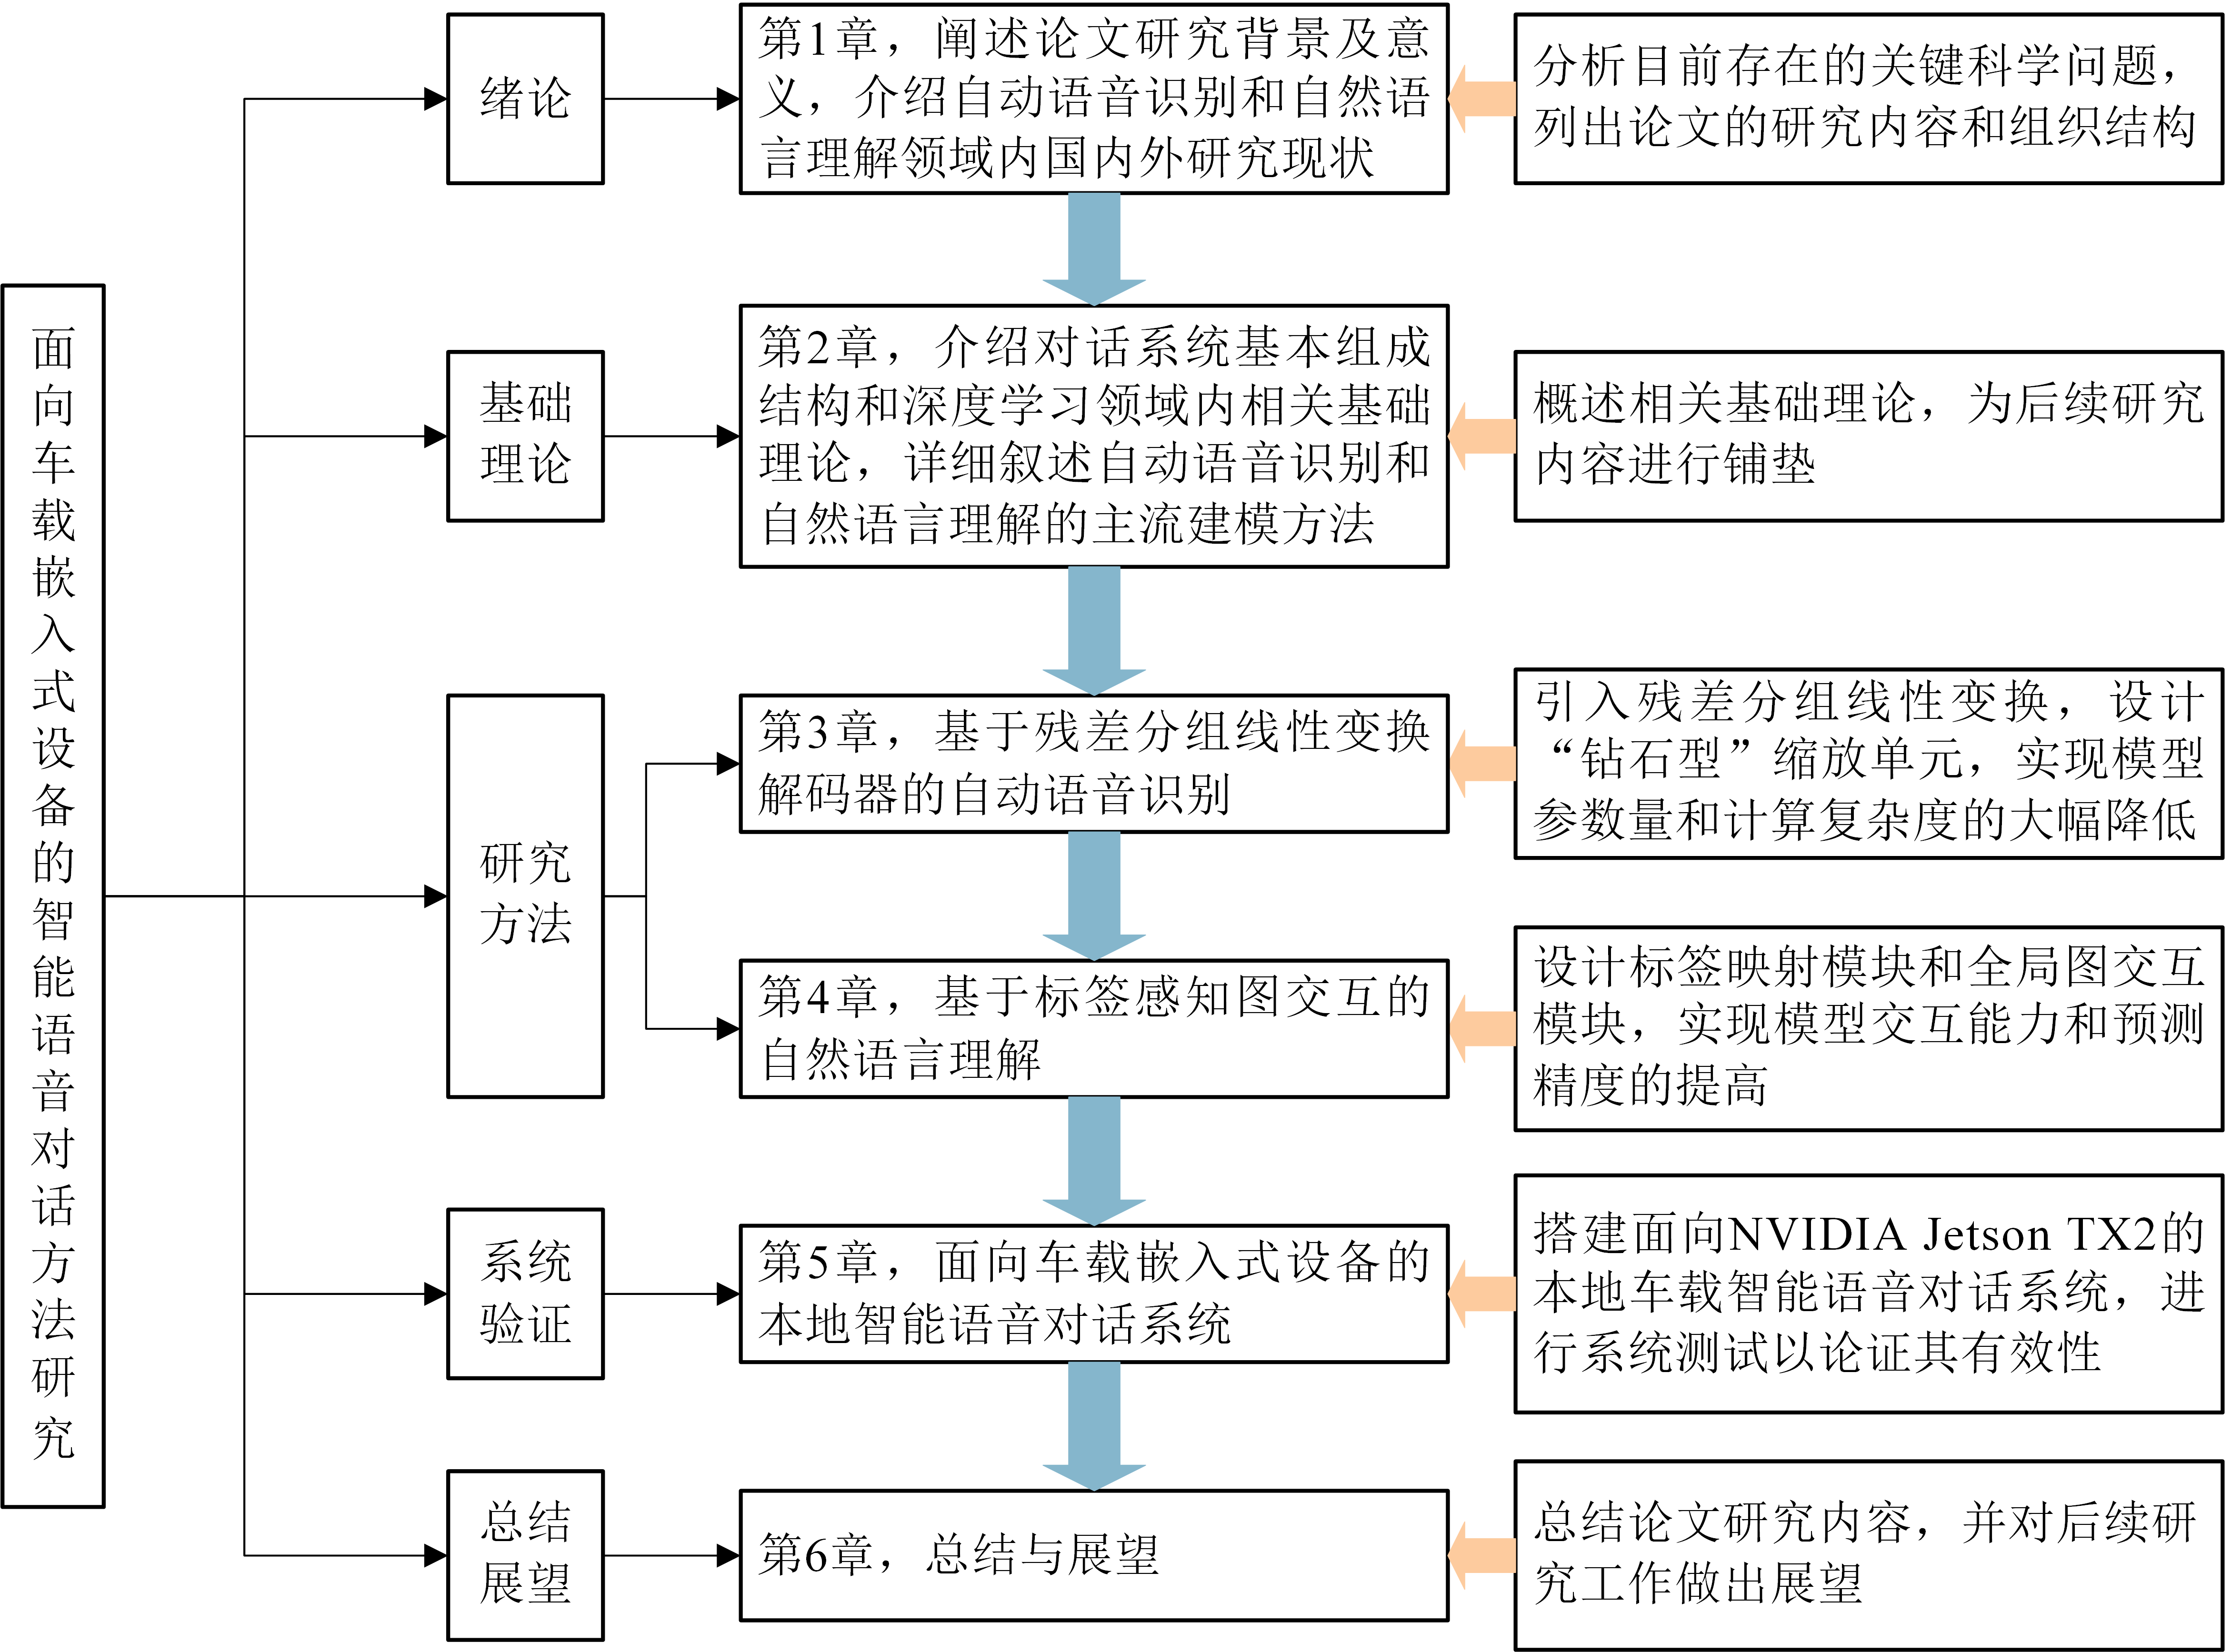 面向车载嵌入式设备的智能语音对话方法研究
绪论
第1章，阐述论文研究背景及意
义，介绍自动语音识别和自然语
言理解领域内国内外研究现状
分析目前存在的关键科学问题，
列出论文的研究内容和组织结构
基础
理论
第2章，介绍对话系统基本组成
结构和深度学习领域内相关基础
理论，详细叙述自动语音识别和
自然语言理解的主流建模方法
概述相关基础理论，为后续研究
内容进行铺垫
研究
方法
第3章，基于残差分组线性变换
解码器的自动语音识别
引入残差分组线性变换，设计
“钻石型”缩放单元，实现模型
参数量和计算复杂度的大幅降低
第4章，基于标签感知图交互的
自然语言理解
设计标签映射模块和全局图交互
模块，实现模型交互能力和预测
精度的提高
系统
验证
第5章，面向车载嵌入式设备的
本地智能语音对话系统
搭建面向NVIDIA Jetson TX2的
本地车载智能语音对话系统，进
行系统测试以论证其有效性
总结
展望
第6章，总结与展望
总结论文研究内容，并对后续研
究工作做出展望